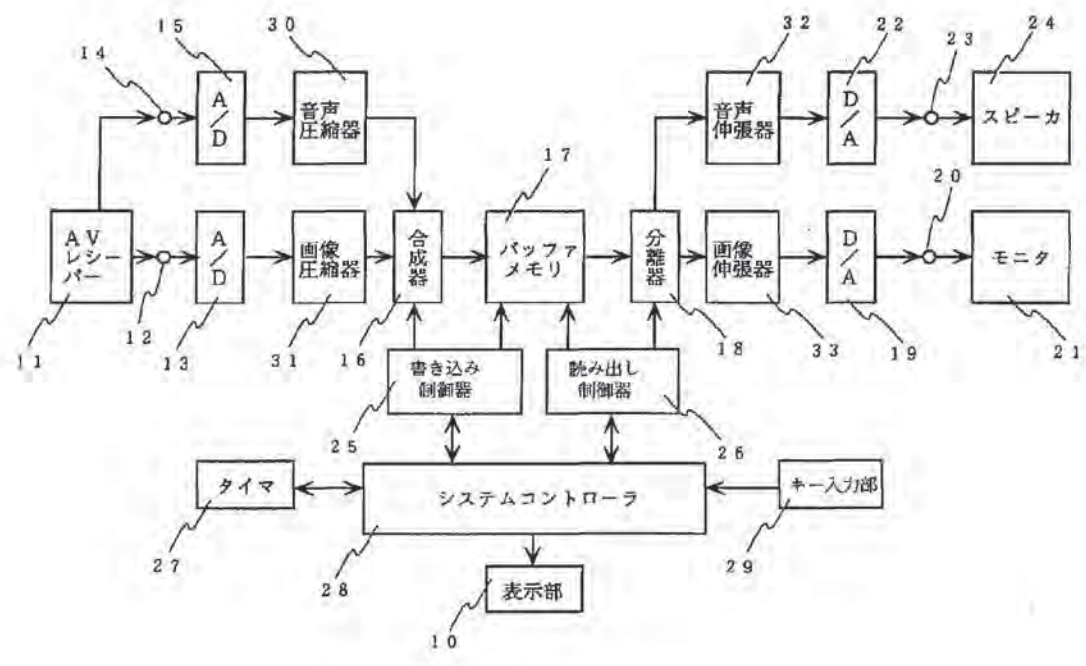 15 30 32 22 23 24
14
A/D
音声
圧縮器
音声
伸張器
D/A
スピーカ
17
20
AV
レシー
バー
A/D
画像
圧縮器
合成器
バッファ
メモリ
分離器
画像
伸張器
D/A
モニタ
11 12 13 31 16 18 33 19 21
書き込み
制御器
読み出し
制御器
25 26
タイマ
システムコントローラ
キー入力部
27 28 29
表示部
10